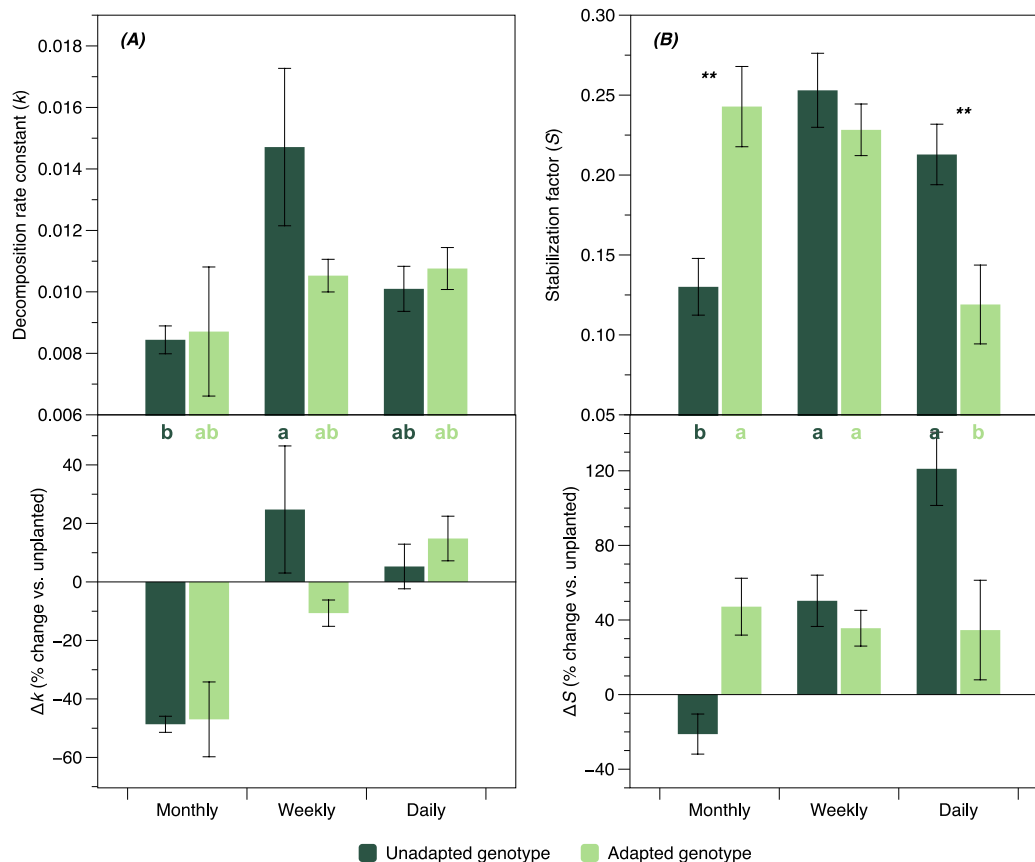 (A)
Decomposition rate constant (k)
0.018
0.016
0.014
0.012
0.010
0.008
0.006
b ab a ab ab ab
Δk (% change vs. unplanted)
40
20
0
−20
−40
−60
Monthly Weekly Daily
(B)
Stabilization factor (S)
0.30
0.25
0.20
0.15
0.10
0.05
** **
b a a a a b
ΔS (% change vs. unplanted)
120
80
40
0
−40
Monthly Weekly Daily
Unadapted genotype Adapted genotype